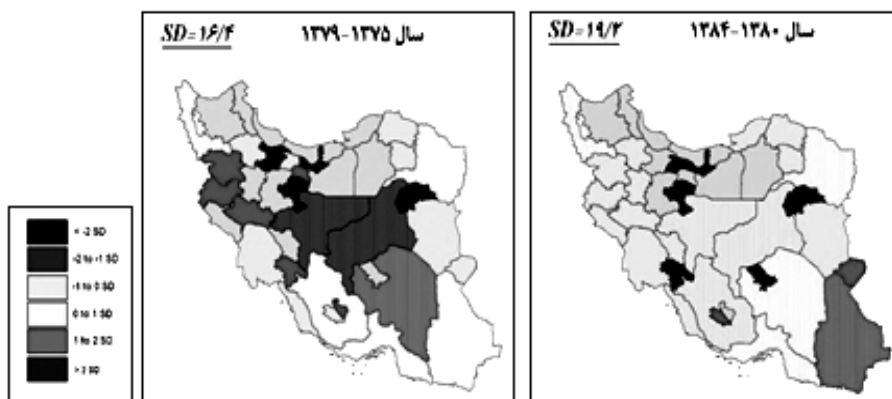 سال ۱۳۷۵-۱۳۷۹
SD=۱۶/۴
سال ۱۳۸۰-۱۳۸۴
SD=۱۹/۲
< -2 SD
-2 to -1 SD
-1 to 0 SD
0 to 1 SD
1 to 2 SD
> 2 SD